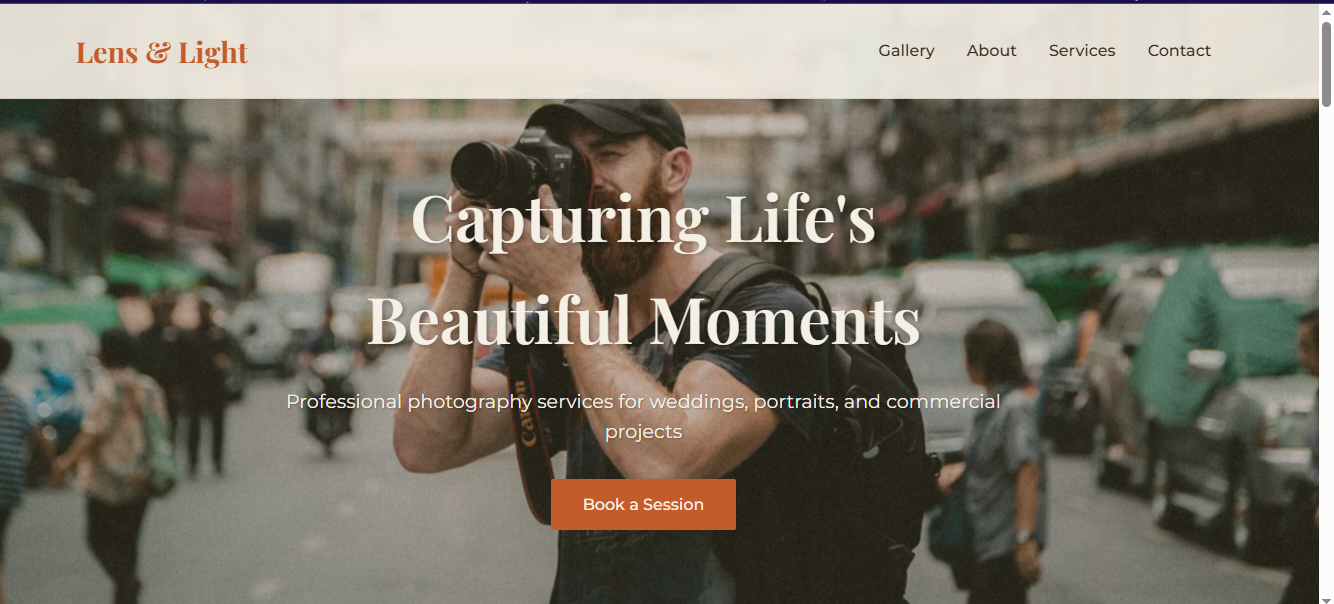 Lens & Light
Gallery
About
Services
Contact
Canon
Capturing Life's
Beautiful Moments
Professional photography services for weddings, portraits, and commercial
projects
Canon
Book a Session